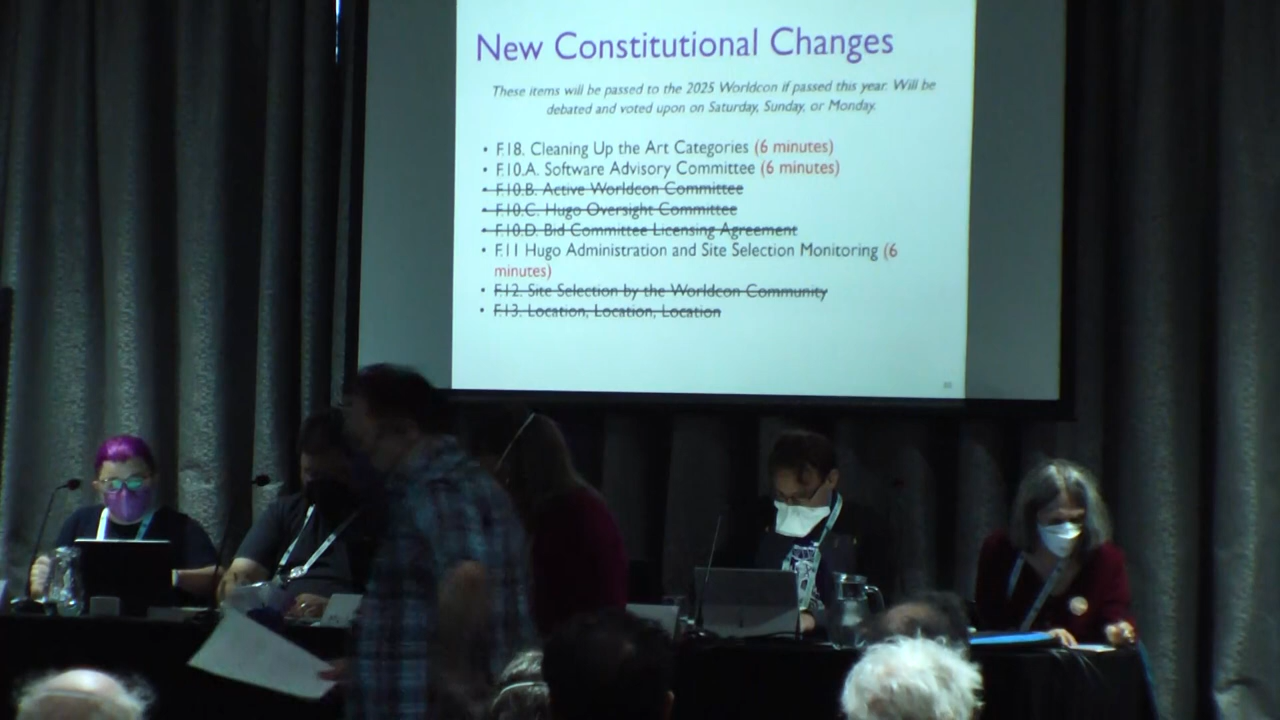 New Constitutional Changes
These items will be passed to the 2025 Worldcon if passed this year. Will be
debated and voted upon on Saturday, Sunday, or Monday.
• F.18. Cleaning Up the Art Categories (6 minutes)
• F.10.A. Software Advisory Committee (6 minutes)
• F.10.B. Active Worldcon Committee
• F.10.C. Hugo Oversight Committee
• F.10.D. Bid Committee Licensing Agreement
• F.11 Hugo Administration and Site Selection Monitoring (6
minutes)
• F.12. Site Selection by the Worldcon Community
• F.13. Location, Location, Location